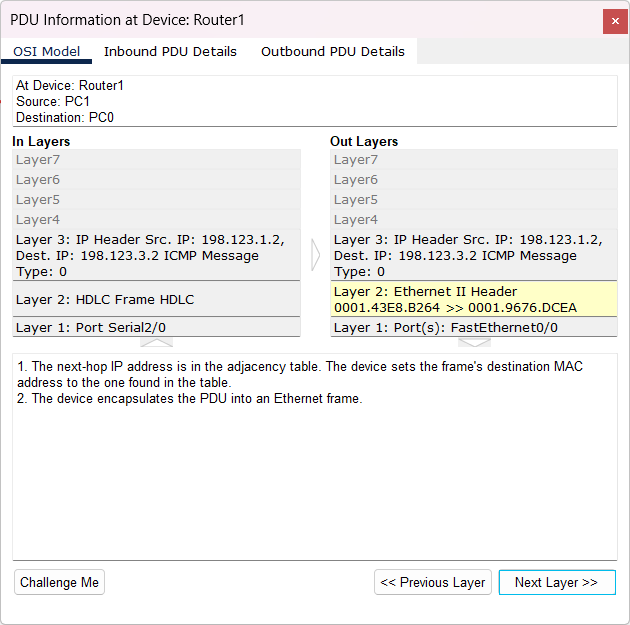 PDU Information at Device: Router1
OSI Model Inbound PDU Details Outbound PDU Details
At Device: Router1
Source: PC1
Destination: PC0
In Layers
Layer7
Layer6
Layer5
Layer4
Layer 3: IP Header Src. IP: 198.123.1.2,
Dest. IP: 198.123.3.2 ICMP Message
Type: 0
Layer 2: HDLC Frame HDLC
Layer 1: Port Serial2/0
Out Layers
Layer7
Layer6
Layer5
Layer4
Layer 3: IP Header Src. IP: 198.123.1.2,
Dest. IP: 198.123.3.2 ICMP Message
Type: 0
Layer 2: Ethernet II Header
0001.43E8.B264 >> 0001.9676.DCEA
Layer 1: Port(s): FastEthernet0/0
1. The next-hop IP address is in the adjacency table. The device sets the frame's destination MAC
address to the one found in the table.
2. The device encapsulates the PDU into an Ethernet frame.
Challenge Me << Previous Layer Next Layer >>